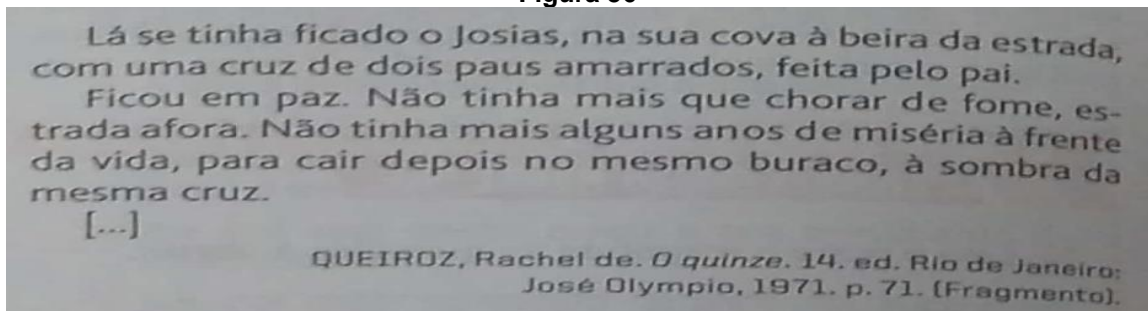 Lá se tinha ficado o Josias, na sua cova à beira da estrada,
com uma cruz de dois paus amarrados, feita pelo pai.
Ficou em paz. Não tinha mais que chorar de fome, es-
trada afora. Não tinha mais alguns anos de miséria à frente
da vida, para cair depois no mesmo buraco, à sombra da
mesma cruz.
[...]
QUEIROZ, Rachel de. O quinze. 14. ed. Rio de Janeiro:
José Olympio, 1971. p. 71. (Fragmento).